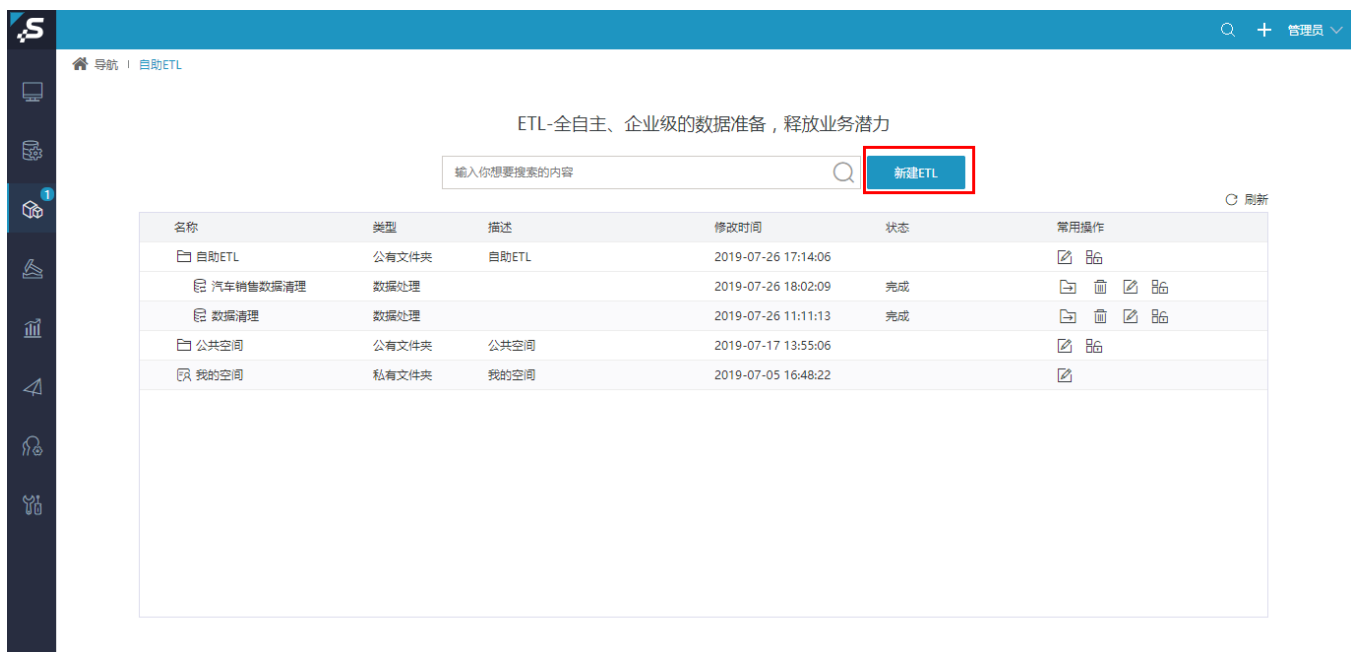 S
管理员
导航 | 自助ETL
1
ETL-全自主、企业级的数据准备，释放业务潜力
输入你想要搜索的内容 新建ETL
刷新
名称 类型 描述 修改时间 状态 常用操作
自助ETL 公有文件夹 自助ETL 2019-07-26 17:14:06
汽车销售数据清理 数据处理 2019-07-26 18:02:09 完成
数据清理 数据处理 2019-07-26 11:11:13 完成
公共空间 公有文件夹 公共空间 2019-07-17 13:55:06
我的空间 私有文件夹 我的空间 2019-07-05 16:48:22